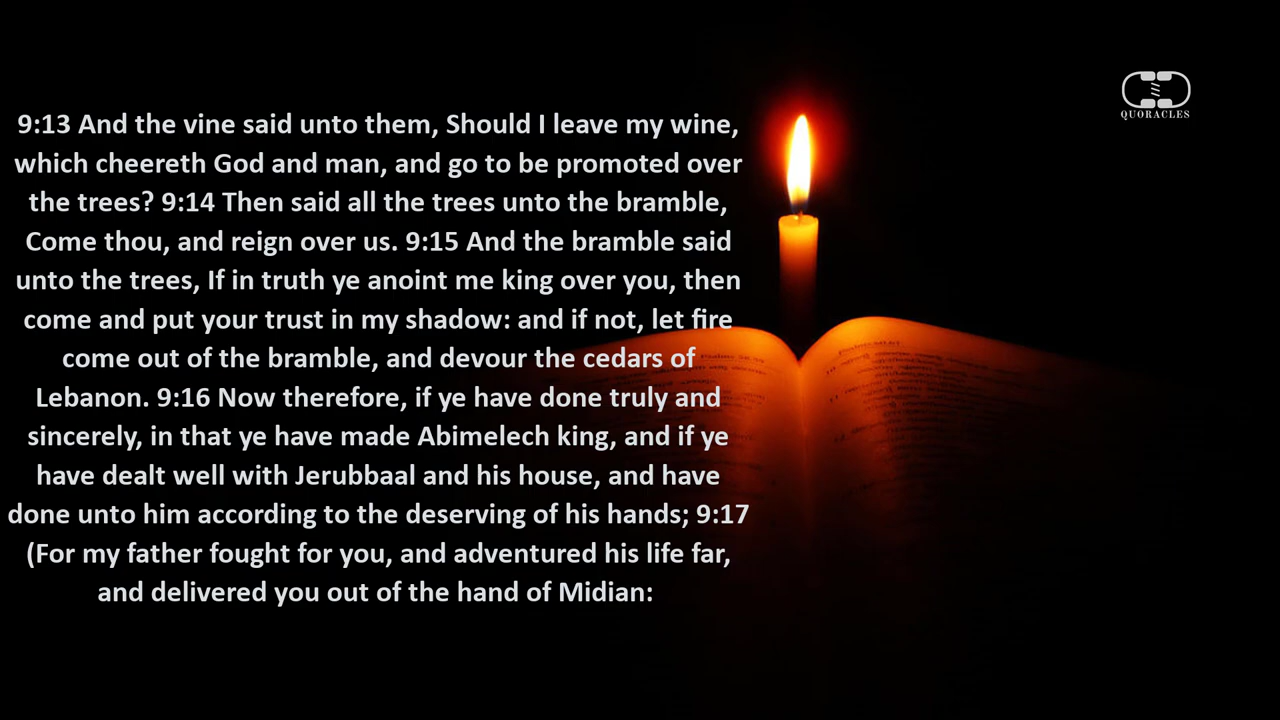 QUORACLES
9:13 And the vine said unto them, Should I leave my wine,
which cheereth God and man, and go to be promoted over
the trees? 9:14 Then said all the trees unto the bramble,
Come thou, and reign over us. 9:15 And the bramble said
unto the trees, If in truth ye anoint me king over you, then
come and put your trust in my shadow: and if not, let fire
come out of the bramble, and devour the cedars of
Lebanon. 9:16 Now therefore, if ye have done truly and
sincerely, in that ye have made Abimelech king, and if ye
have dealt well with Jerubbaal and his house, and have
done unto him according to the deserving of his hands; 9:17
(For my father fought for you, and adventured his life far,
and delivered you out of the hand of Midian: